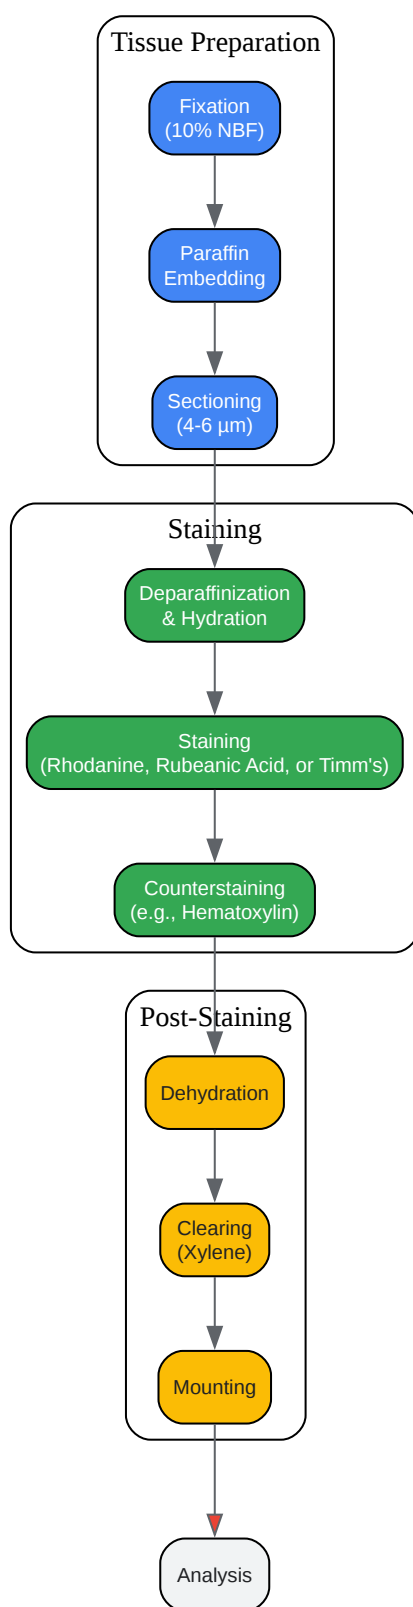 Tissue Preparation
Fixation
(10% NBF)
Paraffin
Embedding
Sectioning
(4-6 µm)
Staining
Deparaffinization
& Hydration
Staining
(Rhodanine, Rubeanic Acid, or Timm's)
Counterstaining
(e.g., Hematoxylin)
Post-Staining
Dehydration
Clearing
(Xylene)
Mounting
Analysis